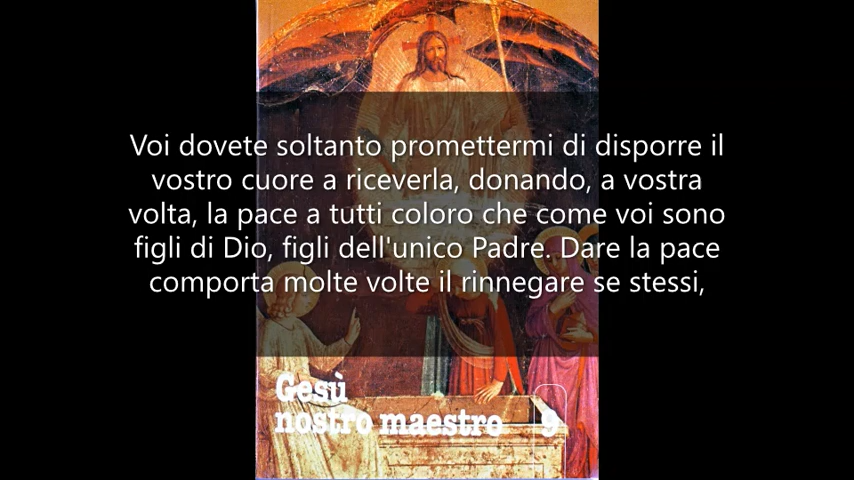 Voi dovete soltanto promettermi di disporre il
vostro cuore a riceverla, donando, a vostra
volta, la pace a tutti coloro che come voi sono
figli di Dio, figli dell'unico Padre. Dare la pace
comporta molte volte il rinnegare se stessi,
Gesù
nostro maestro 9